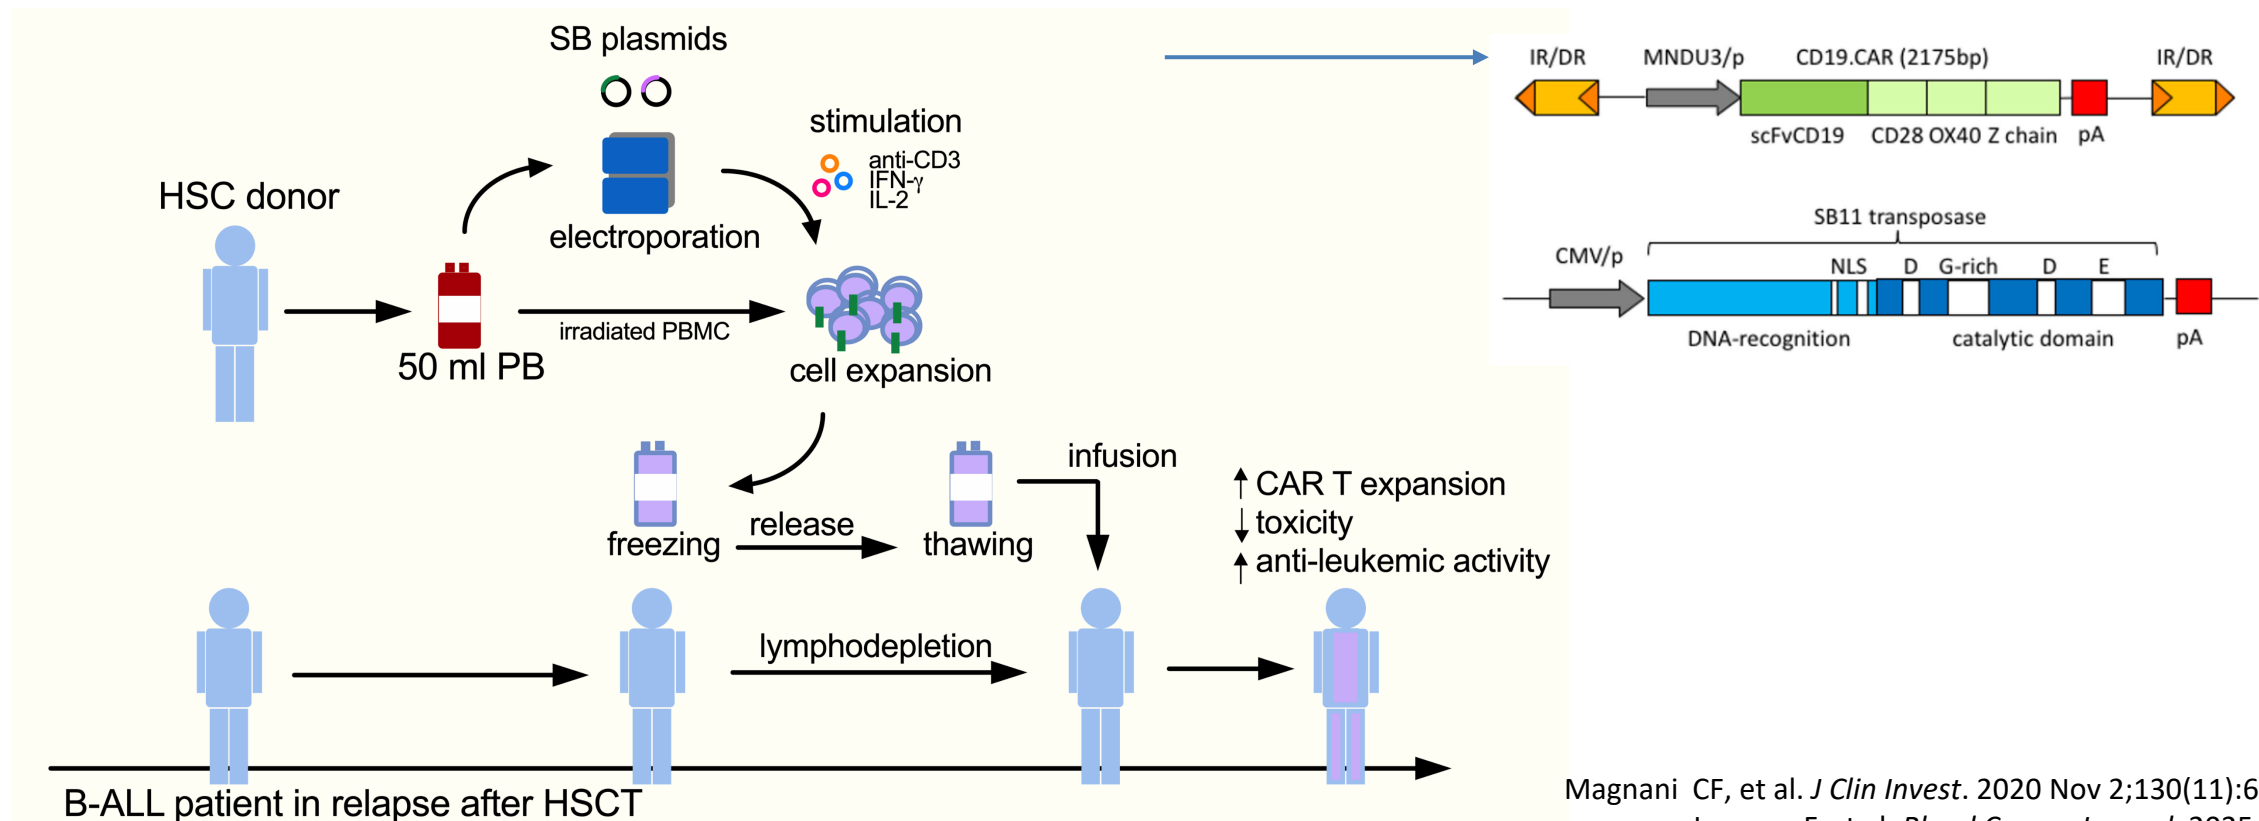 SB plasmids
stimulation
anti-CD3
IFN-γ
IL-2
HSC donor
electroporation
irradiated PBMC
50 ml PB
cell expansion
infusion
release
freezing
thawing
CAR T expansion
toxicity
anti-leukemic activity
lymphodepletion
B-ALL patient in relapse after HSCT
IR/DR MNDU3/p CD19.CAR (2175bp) IR/DR
scFvCD19 CD28 OX40 Z chain pA
SB11 transposase
CMV/p NLS D G-rich D E
DNA-recognition catalytic domain pA
Magnani CF, et al. J Clin Invest. 2020 Nov 2;130(11):6